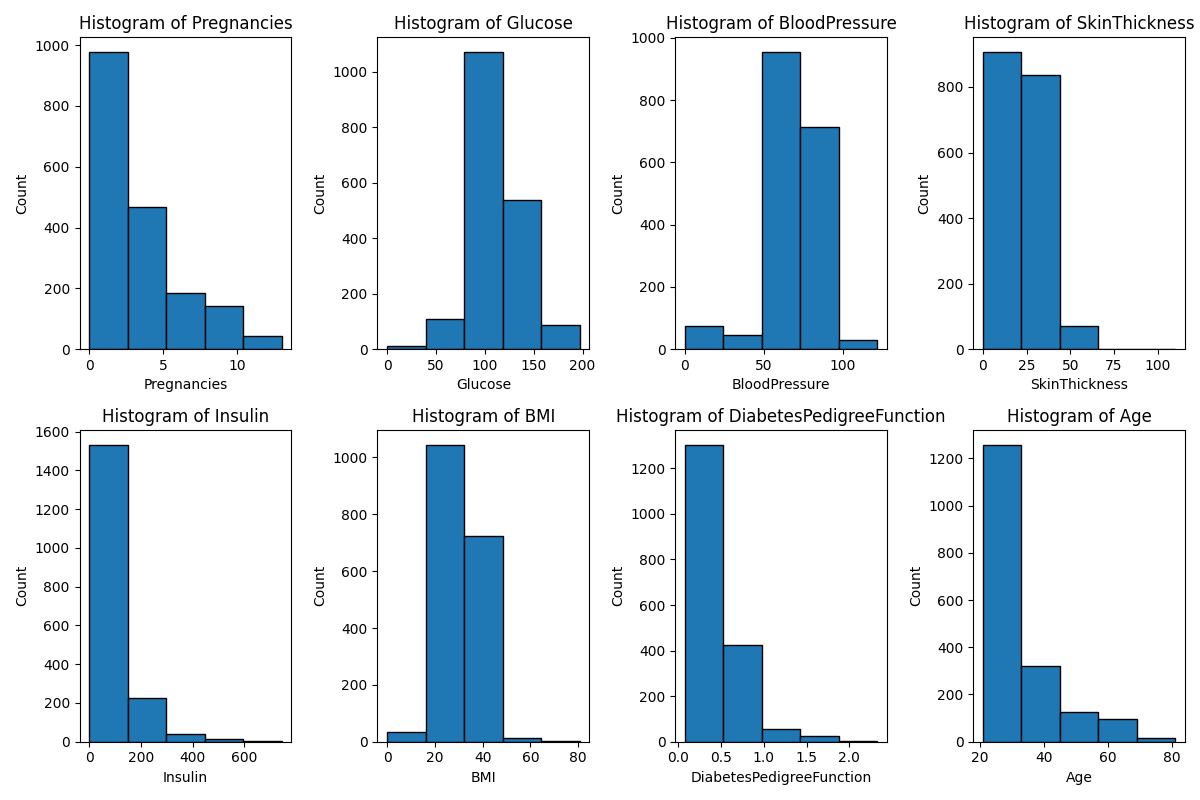 Histogram of Pregnancies
1000
800
600
400
200
0
Count
0 5 10
Pregnancies
Histogram of Glucose
1000
800
600
400
200
0
Count
0 50 100 150 200
Glucose
Histogram of BloodPressure
1000
800
600
400
200
0
Count
0 50 100
BloodPressure
Histogram of SkinThickness
800
600
400
200
0
Count
0 25 50 75 100
SkinThickness
Histogram of Insulin
1600
1400
1200
1000
800
600
400
200
0
Count
0 200 400 600
Insulin
Histogram of BMI
1000
800
600
400
200
0
Count
0 20 40 60 80
BMI
Histogram of DiabetesPedigreeFunction
1200
1000
800
600
400
200
0
Count
0.0 0.5 1.0 1.5 2.0
DiabetesPedigreeFunction
Histogram of Age
1200
1000
800
600
400
200
0
Count
20 40 60 80
Age